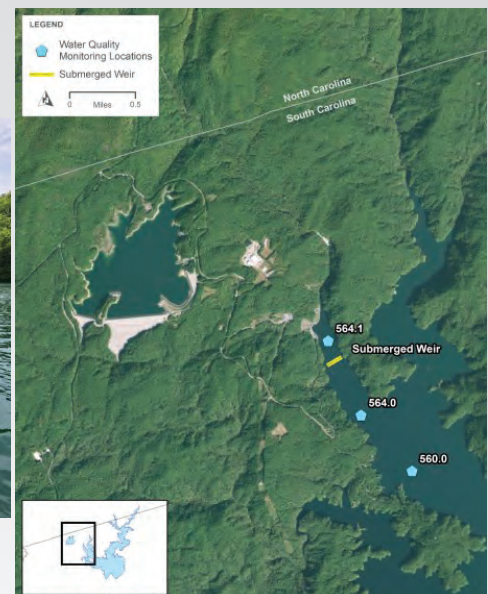 LEGEND
Water Quality
Monitoring Locations
Submerged Weir
0 Miles 0.5
North Carolina
South Carolina
564.1
Submerged Weir
564.0
560.0